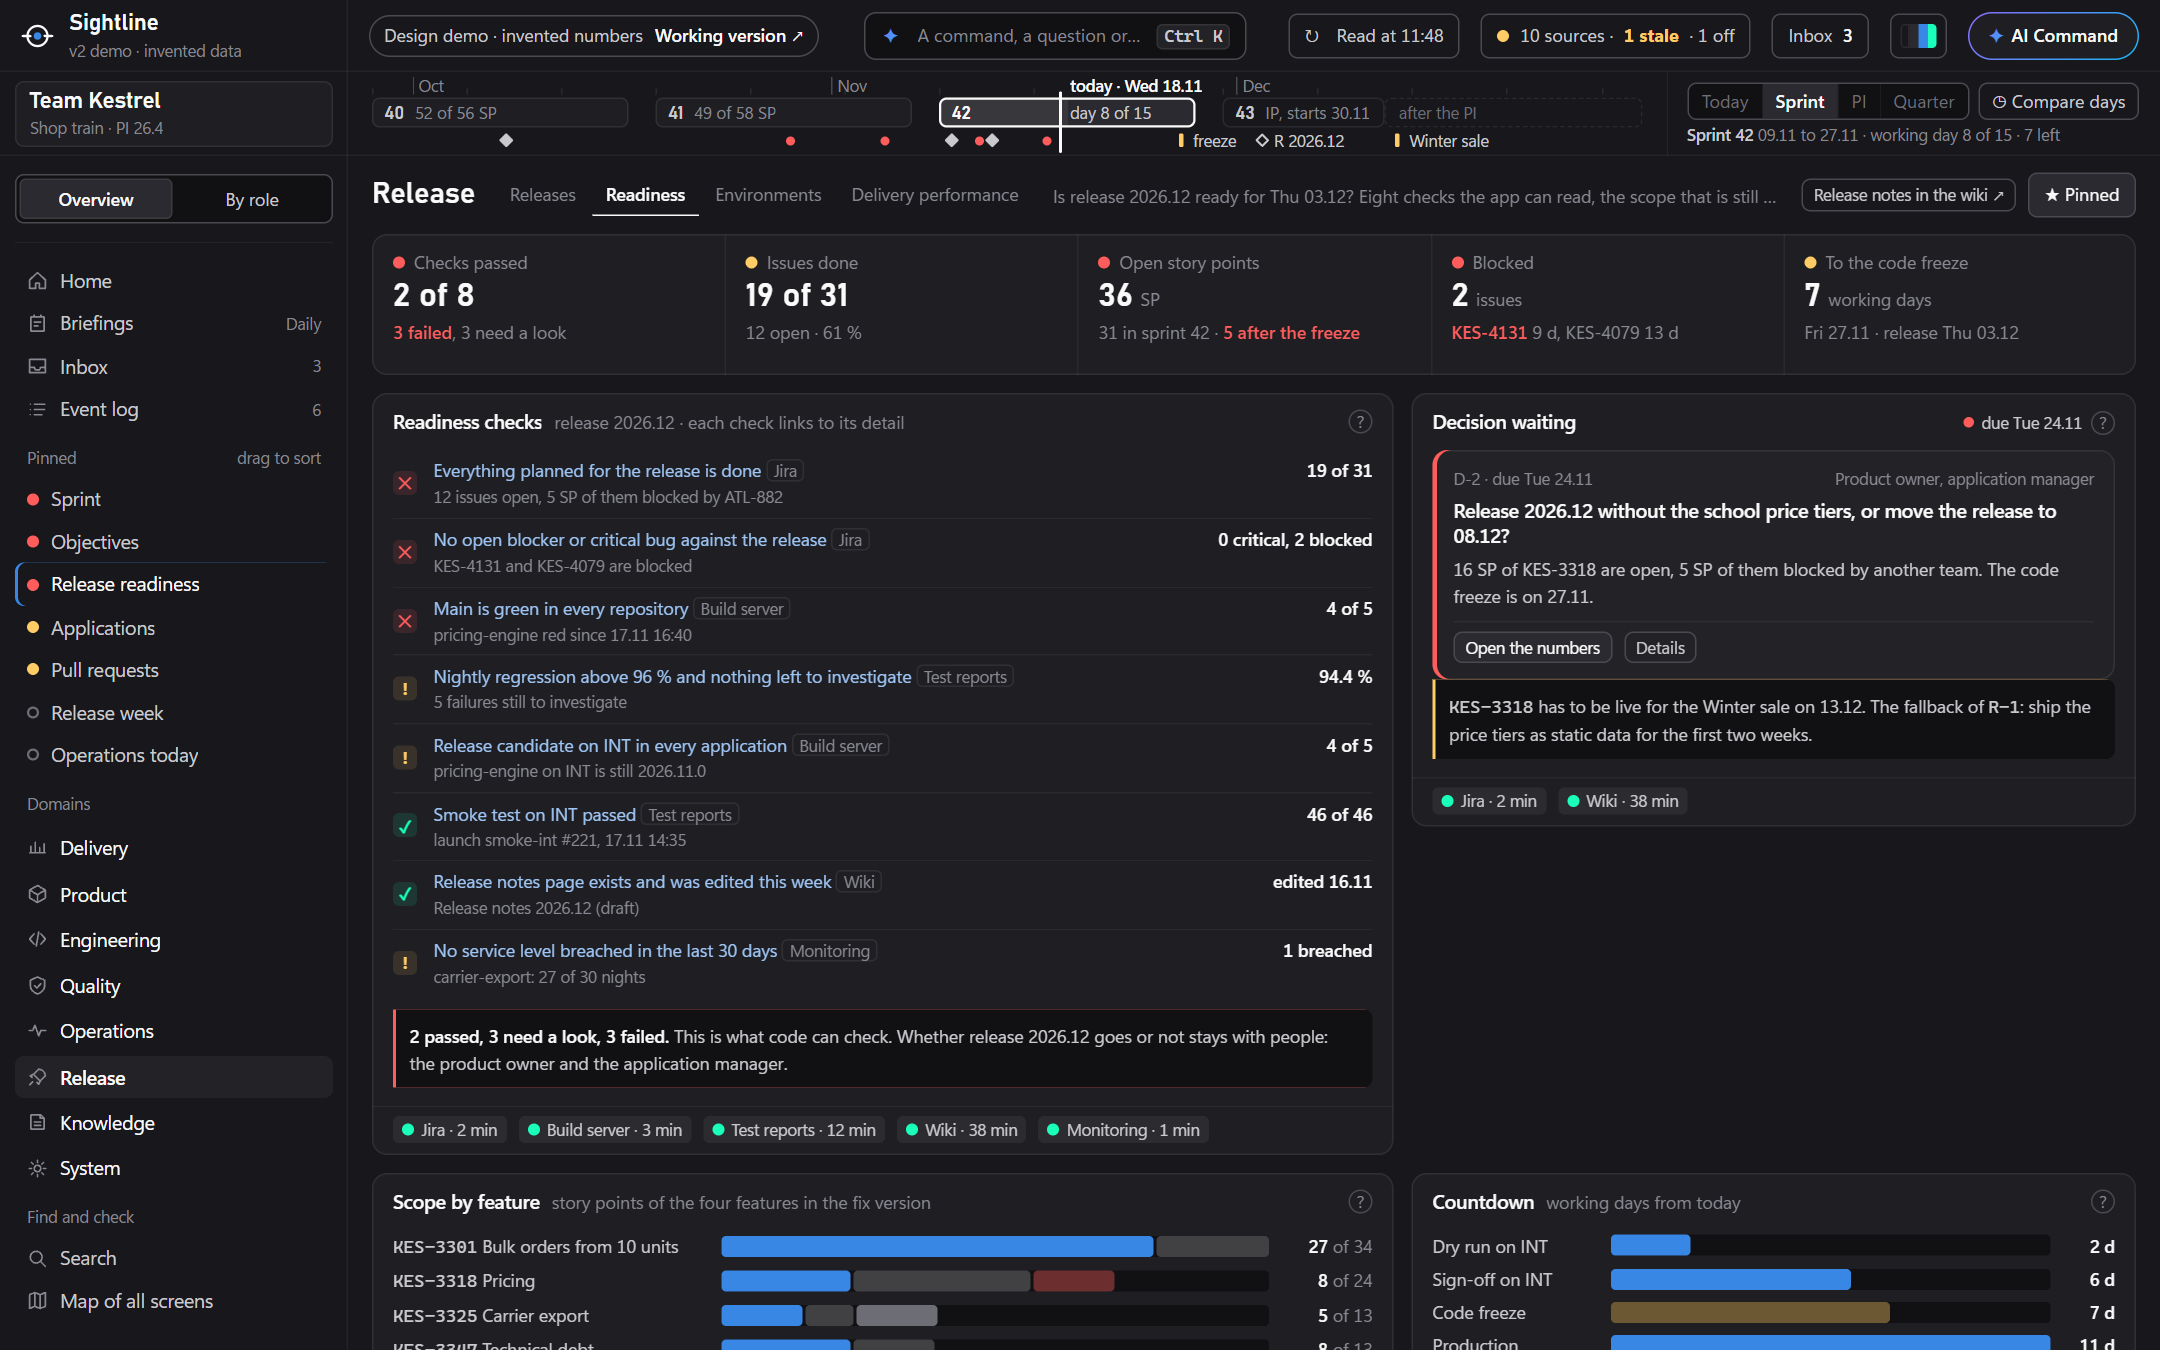 Sightline
v2 demo · invented data
Design demo · invented numbers Working version ↗
A command, a question or... Ctrl K
Read at 11:48
10 sources · 1 stale · 1 off
Inbox 3
AI Command
Team Kestrel
Shop train · PI 26.4
Oct
Nov
today · Wed 18.11
Dec
40 52 of 56 SP
41 49 of 58 SP
42 day 8 of 15
43 IP, starts 30.11
after the PI
freeze
R 2026.12
Winter sale
Today Sprint PI Quarter
Compare days
Sprint 42 09.11 to 27.11 · working day 8 of 15 · 7 left
Overview
By role
Home
Briefings Daily
Inbox 3
Event log 6
Pinned drag to sort
Sprint
Objectives
Release readiness
Applications
Pull requests
Release week
Operations today
Domains
Delivery
Product
Engineering
Quality
Operations
Release
Knowledge
System
Find and check
Search
Map of all screens
Release
Releases Readiness Environments Delivery performance
Is release 2026.12 ready for Thu 03.12? Eight checks the app can read, the scope that is still ...
Release notes in the wiki ↗
★ Pinned
Checks passed
2 of 8
3 failed, 3 need a look
Issues done
19 of 31
12 open · 61 %
Open story points
36 SP
31 in sprint 42 · 5 after the freeze
Blocked
2 issues
KES-4131 9 d, KES-4079 13 d
To the code freeze
7 working days
Fri 27.11 · release Thu 03.12
Readiness checks release 2026.12 · each check links to its detail ?
Everything planned for the release is done Jira 19 of 31
12 issues open, 5 SP of them blocked by ATL-882
No open blocker or critical bug against the release Jira 0 critical, 2 blocked
KES-4131 and KES-4079 are blocked
Main is green in every repository Build server 4 of 5
pricing-engine red since 17.11 16:40
Nightly regression above 96 % and nothing left to investigate Test reports 94.4 %
5 failures still to investigate
Release candidate on INT in every application Build server 4 of 5
pricing-engine on INT is still 2026.11.0
Smoke test on INT passed Test reports 46 of 46
launch smoke-int #221, 17.11 14:35
Release notes page exists and was edited this week Wiki edited 16.11
Release notes 2026.12 (draft)
No service level breached in the last 30 days Monitoring 1 breached
carrier-export: 27 of 30 nights
2 passed, 3 need a look, 3 failed. This is what code can check. Whether release 2026.12 goes or not stays with people:
the product owner and the application manager.
Jira · 2 min Build server · 3 min Test reports · 12 min Wiki · 38 min Monitoring · 1 min
Decision waiting due Tue 24.11 ?
D-2 · due Tue 24.11 Product owner, application manager
Release 2026.12 without the school price tiers, or move the release to
08.12?
16 SP of KES-3318 are open, 5 SP of them blocked by another team. The code
freeze is on 27.11.
Open the numbers Details
KES-3318 has to be live for the Winter sale on 13.12. The fallback of R-1: ship the
price tiers as static data for the first two weeks.
Jira · 2 min Wiki · 38 min
Scope by feature story points of the four features in the fix version ?
KES-3301 Bulk orders from 10 units 27 of 34
KES-3318 Pricing 8 of 24
KES-3325 Carrier export 5 of 13
KES-3347 Technical debt 8 of 13
Countdown working days from today ?
Dry run on INT 2 d
Sign-off on INT 6 d
Code freeze 7 d
Production 11 d